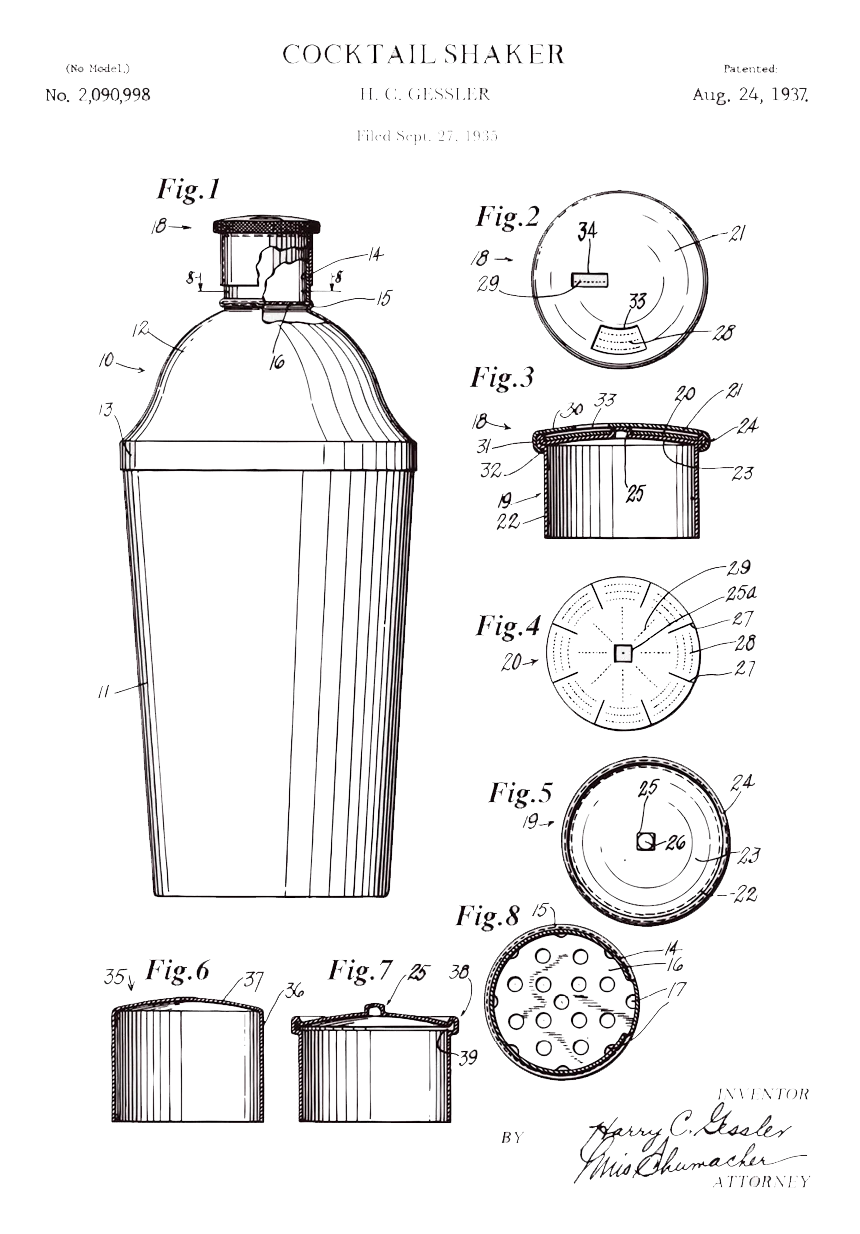 COCKTAIL SHAKER
(No Model.)
Patented:
No. 2,090,998
H. C. GESSLER
Aug. 24, 1937.
Filed Sept. 27, 1935
Fig.1
18
14
8
8
15
12
16
10
13
11
Fig.2
34
21
18
29
33
28
Fig.3
30
33
20
21
18
24
31
32
25
23
19
22
Fig.4
29
25a
27
28
20
27
Fig.5
25
24
19
26
23
22
Fig.8
15
14
16
17
Fig.6
35
37
36
Fig.7
25
38
39
INVENTOR
BY
Harry C. Gessler
Schumacher
ATTORNEY